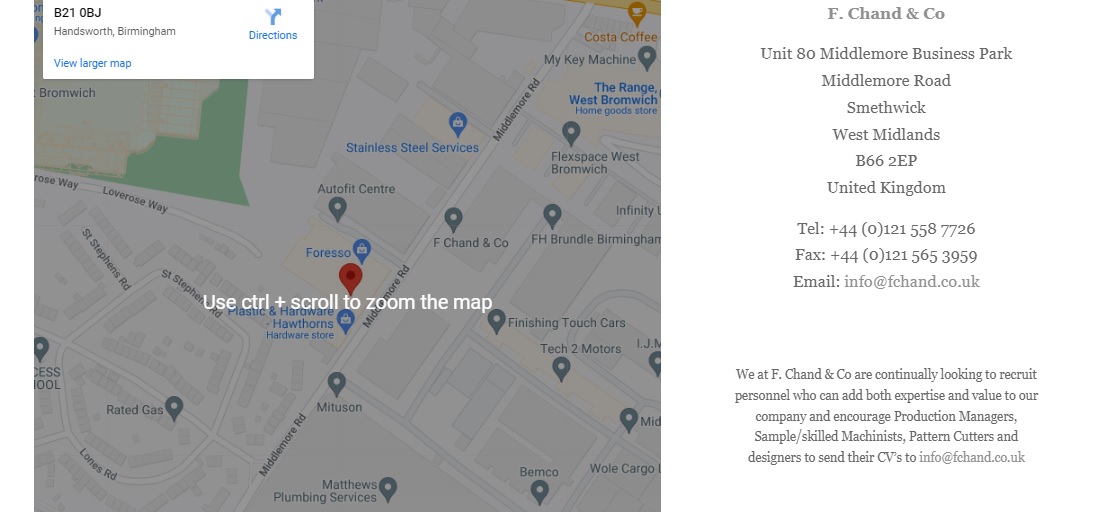 B21 0BJ
Handsworth, Birmingham
Directions
View larger map
Costa Coffee
My Key Machine
The Range,
West Bromwich
Home goods store
Bromwich
Middlemore Rd
Stainless Steel Services
Flexspace West
Bromwich
rose Way
Loverose Way
Autofit Centre
Infinity
F Chand & Co
FH Brundle Birmingham
St Stephens Rd
Foresso
St Stephens Rd
Middlemore Rd
Use ctrl + scroll to zoom the map
Plastic & Hardware
- Hawthorns
Hardware store
Finishing Touch Cars
Tech 2 Motors
I.J.M
CESS
Mituson
Rated Gas
Mid
Middlemore Rd
Lones Rd
Bemco
Wole Cargo
Matthews
Plumbing Services
F. Chand & Co
Unit 80 Middlemore Business Park
Middlemore Road
Smethwick
West Midlands
B66 2EP
United Kingdom
Tel: +44 (0)121 558 7726
Fax: +44 (0)121 565 3959
Email: info@fchand.co.uk
We at F. Chand & Co are continually looking to recruit
personnel who can add both expertise and value to our
company and encourage Production Managers,
Sample/skilled Machinists, Pattern Cutters and
designers to send their CV's to info@fchand.co.uk